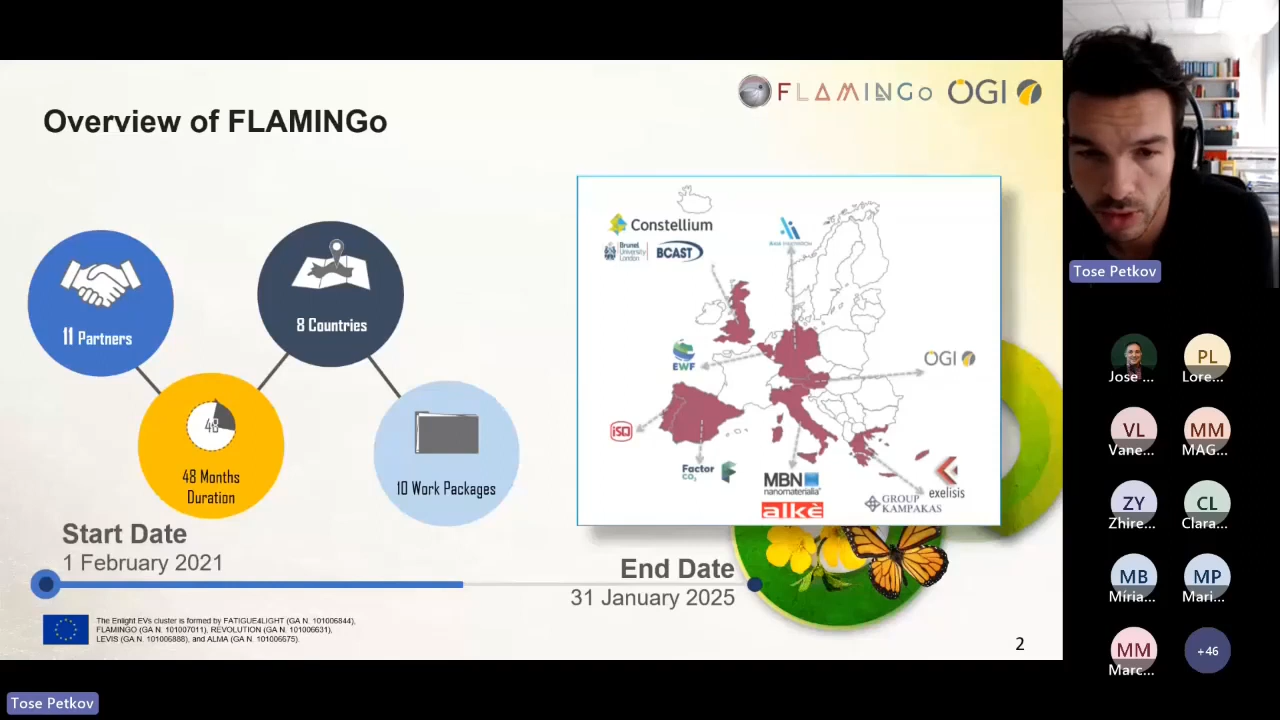 FLAMINGo ÖGI
Overview of FLAMINGo
11 Partners
8 Countries
48
48 Months
Duration
10 Work Packages
Constellium
Brunel
University
London
BCAST
EWF
ÖGI
isq
Factor
CO₂
MBN
nanomaterialia
alkè
GROUP
KAMPAKAS
exelisis
Start Date
1 February 2021
End Date
31 January 2025
The Enlight EVs cluster is formed by FATIGUE4LIGHT (GA N. 101006844),
FLAMINGO (GA N. 101007011), REVOLUTION (GA N. 101006631),
LEVIS (GA N. 101006888), and ALMA (GA N. 101006675).
2
Tose Petkov
Jose ...
PL
Lore...
VL
Vane...
MM
MAG...
ZY
Zhire...
CL
Clara...
MB
Míria...
MP
Mari...
MM
Marc...
+46
Tose Petkov